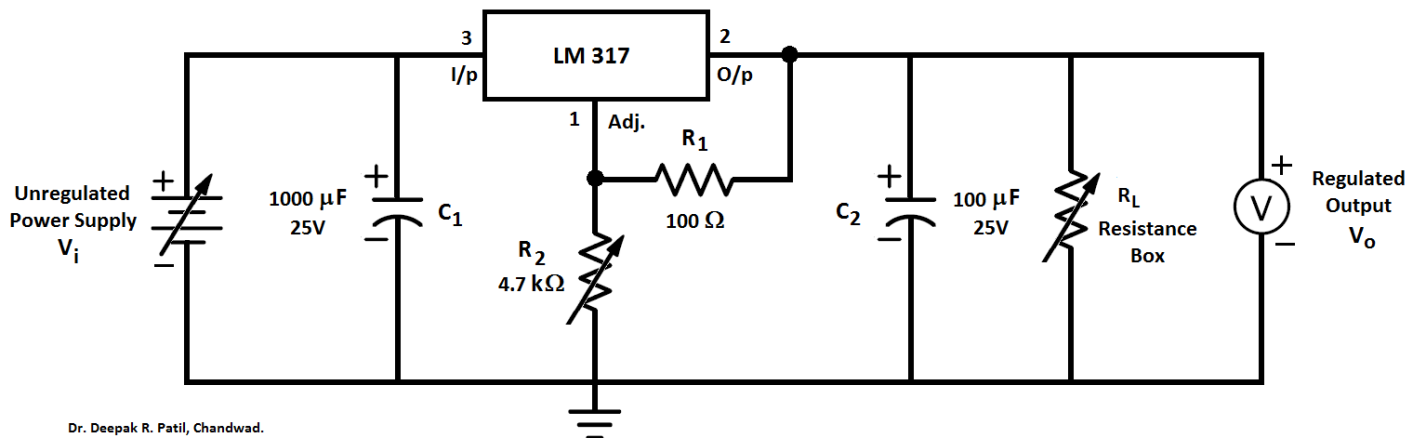 3
I/p
LM 317
2
O/p
1
Adj.
R1
100 Ω
+
Unregulated
Power Supply
Vi
−
+
1000 μF
25V
C1
−
R2
4.7 kΩ
+
C2
100 μF
25V
−
RL
Resistance
Box
+
V
−
Regulated
Output
Vo
Dr. Deepak R. Patil, Chandwad.